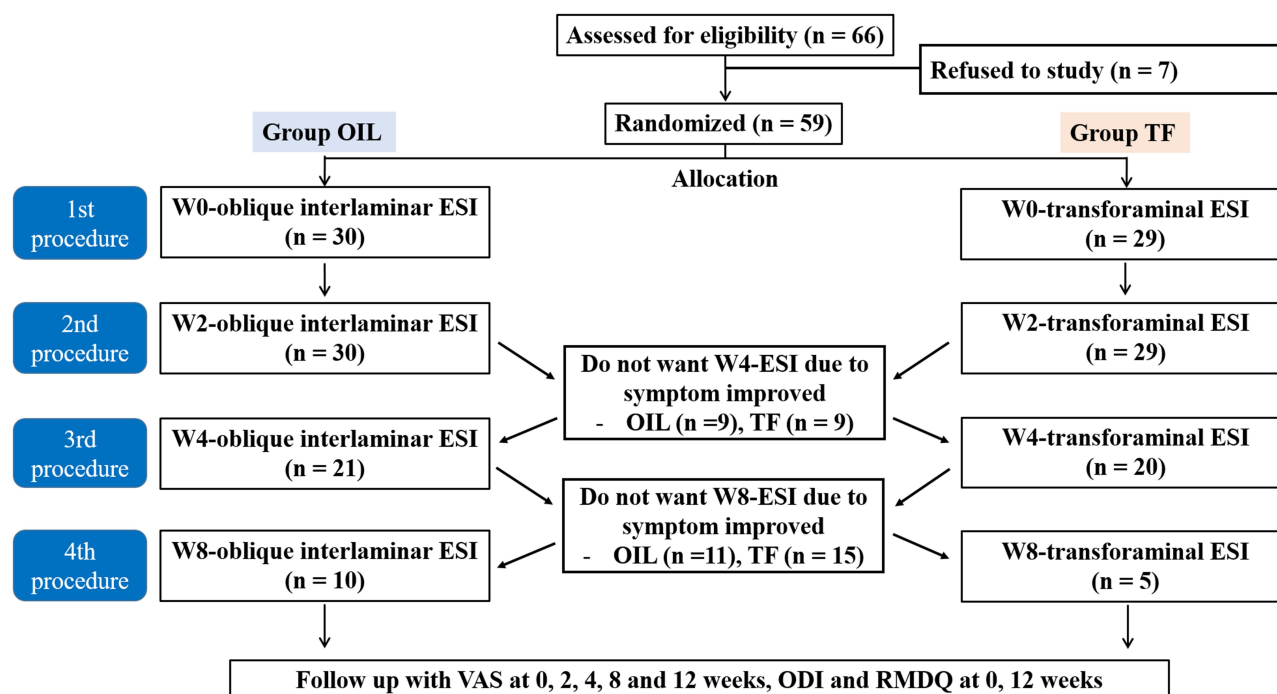 Assessed for eligibility (n = 66)
Refused to study (n = 7)
Randomized (n = 59)
Group OIL
Group TF
Allocation
1st
procedure
W0-oblique interlaminar ESI
(n = 30)
W0-transforaminal ESI
(n = 29)
2nd
procedure
W2-oblique interlaminar ESI
(n = 30)
W2-transforaminal ESI
(n = 29)
Do not want W4-ESI due to
symptom improved
- OIL (n =9), TF (n = 9)
3rd
procedure
W4-oblique interlaminar ESI
(n = 21)
W4-transforaminal ESI
(n = 20)
Do not want W8-ESI due to
symptom improved
- OIL (n =11), TF (n = 15)
4th
procedure
W8-oblique interlaminar ESI
(n = 10)
W8-transforaminal ESI
(n = 5)
Follow up with VAS at 0, 2, 4, 8 and 12 weeks, ODI and RMDQ at 0, 12 weeks